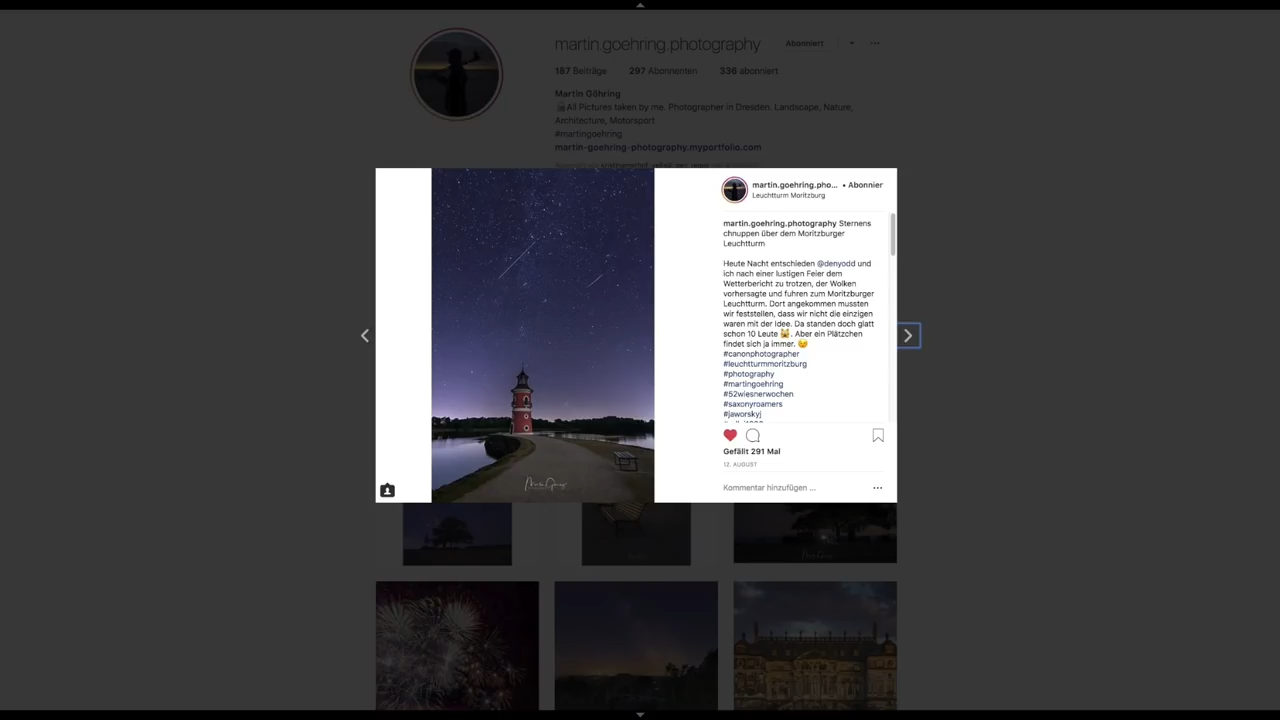 martin.goehring.photography Abonniert
187 Beiträge 297 Abonnenten 336 abonniert
Martin Göhring
All Pictures taken by me. Photographer in Dresden. Landscape, Nature,
Architecture, Motorsport
#martingoehring
martin-goehring-photography.myportfolio.com
martin.goehring.pho... • Abonnier
Leuchtturm Moritzburg
martin.goehring.photography Sternens
chnuppen über dem Moritzburger
Leuchtturm
Heute Nacht entschieden @denyodd und
ich nach einer lustigen Feier dem
Wetterbericht zu trotzen, der Wolken
vorhersagte und fuhren zum Moritzburger
Leuchtturm. Dort angekommen mussten
wir feststellen, dass wir nicht die einzigen
waren mit der Idee. Da standen doch glatt
schon 10 Leute 🙀. Aber ein Plätzchen
findet sich ja immer. 😉
#canonphotographer
#leuchtturmmoritzburg
#photography
#martingoehring
#52wiesnerwochen
#saxonyroamers
#jaworskyj
Gefällt 291 Mal
12. AUGUST
Kommentar hinzufügen ...